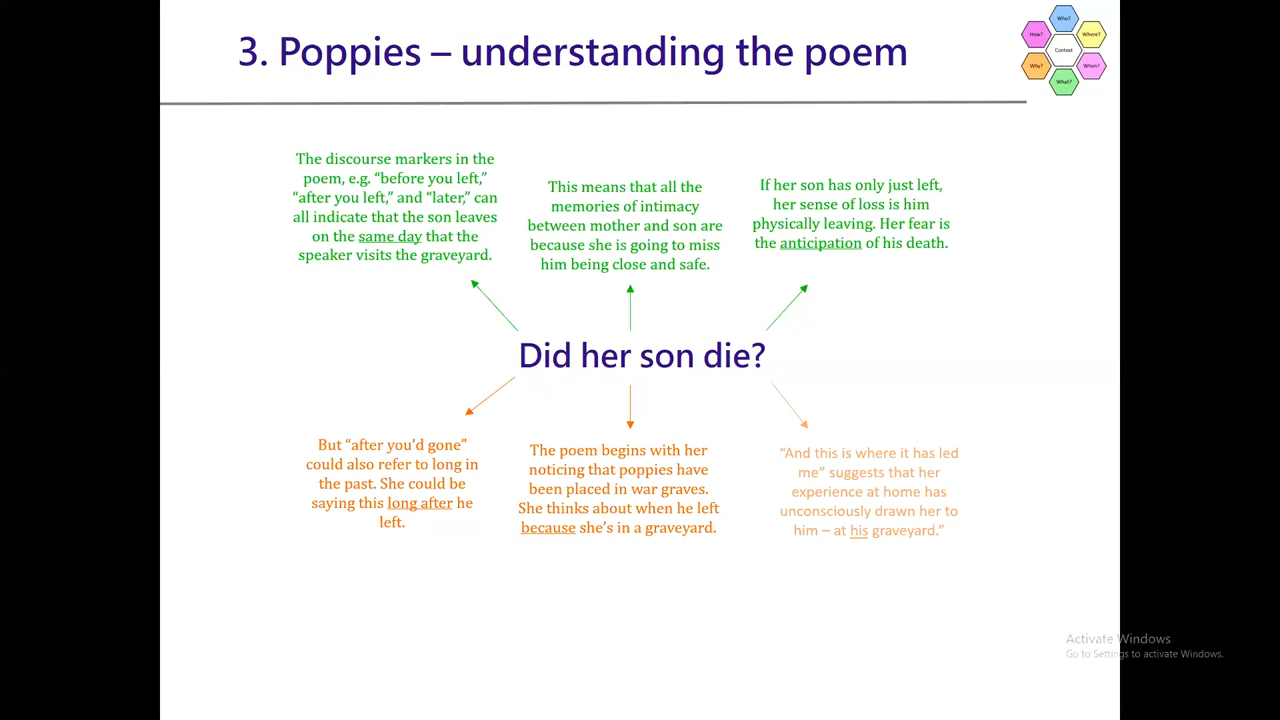 3. Poppies – understanding the poem
Who?
How?
Where?
Context
Why?
When?
What?
The discourse markers in the
poem, e.g. “before you left,”
“after you left,” and “later,” can
all indicate that the son leaves
on the same day that the
speaker visits the graveyard.
This means that all the
memories of intimacy
between mother and son are
because she is going to miss
him being close and safe.
If her son has only just left,
her sense of loss is him
physically leaving. Her fear is
the anticipation of his death.
Did her son die?
But “after you’d gone”
could also refer to long in
the past. She could be
saying this long after he
left.
The poem begins with her
noticing that poppies have
been placed in war graves.
She thinks about when he left
because she’s in a graveyard.
“And this is where it has led
me” suggests that her
experience at home has
unconsciously drawn her to
him – at his graveyard.”
Activate Windows
Go to Settings to activate Windows.